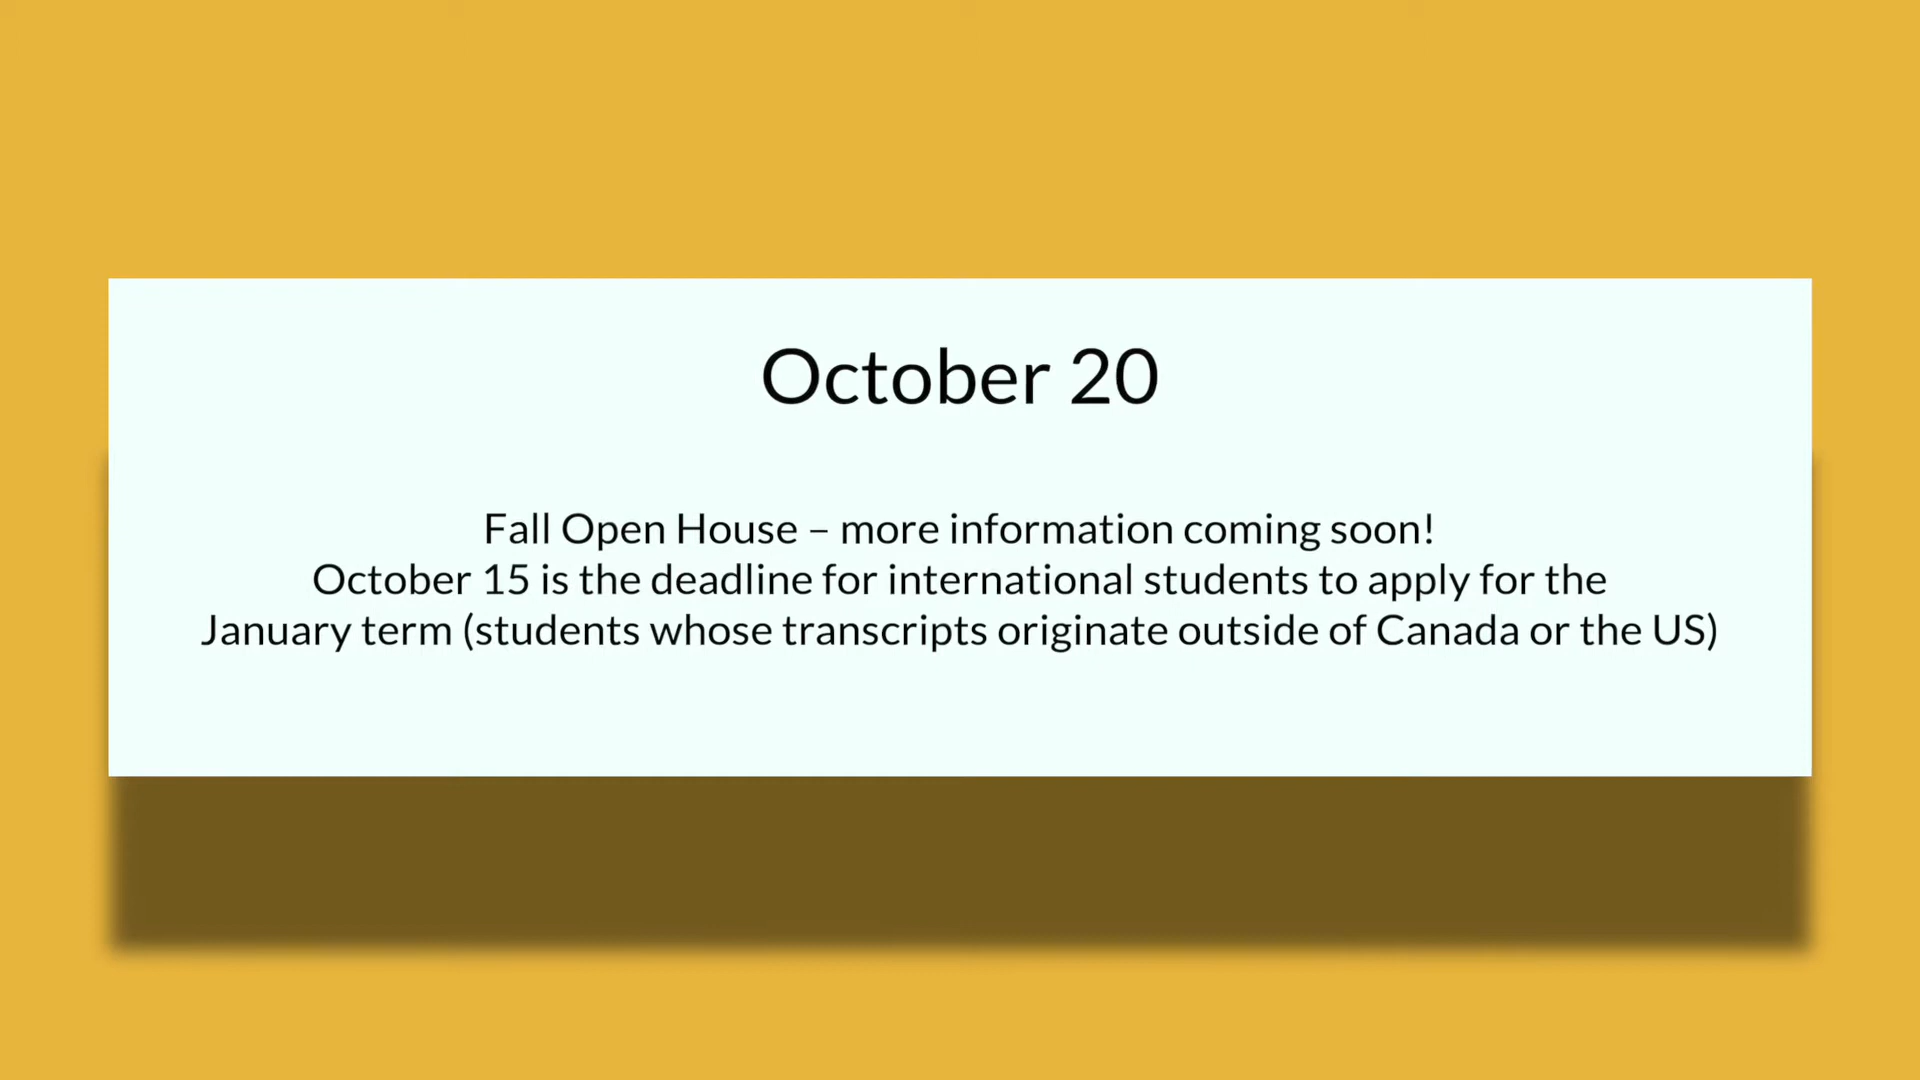 October 20
Fall Open House – more information coming soon!
October 15 is the deadline for international students to apply for the
January term (students whose transcripts originate outside of Canada or the US)